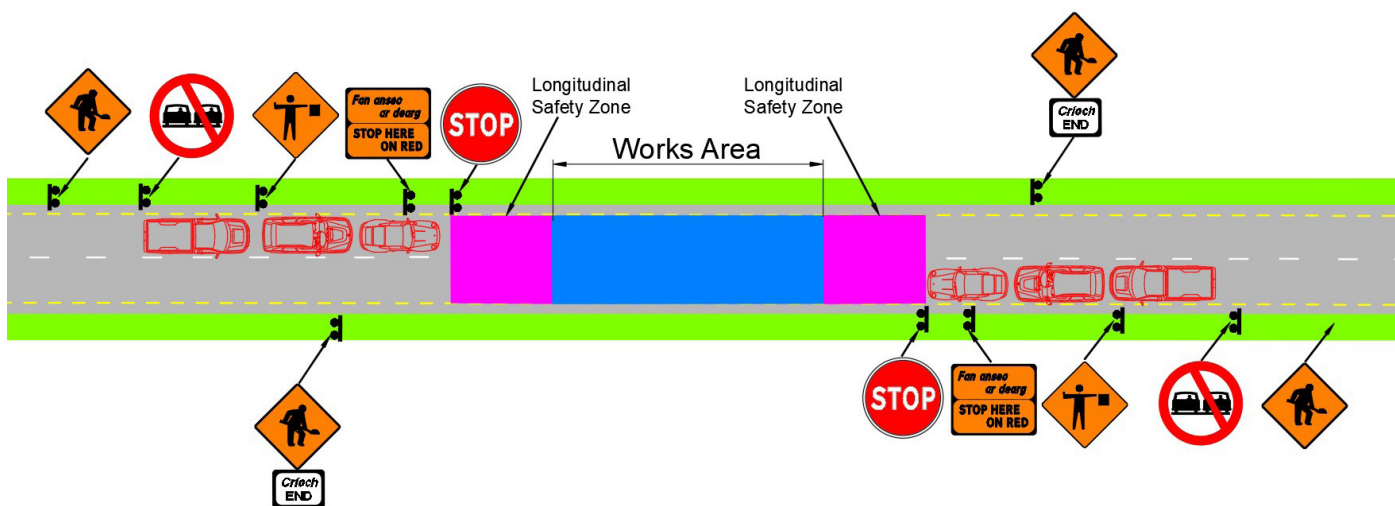 Longitudinal
Safety Zone
Longitudinal
Safety Zone
Fan anseo
ar dearg
STOP HERE
ON RED
STOP
Works Area
Críoch
END
STOP
Fan anseo
ar dearg
STOP HERE
ON RED
Críoch
END